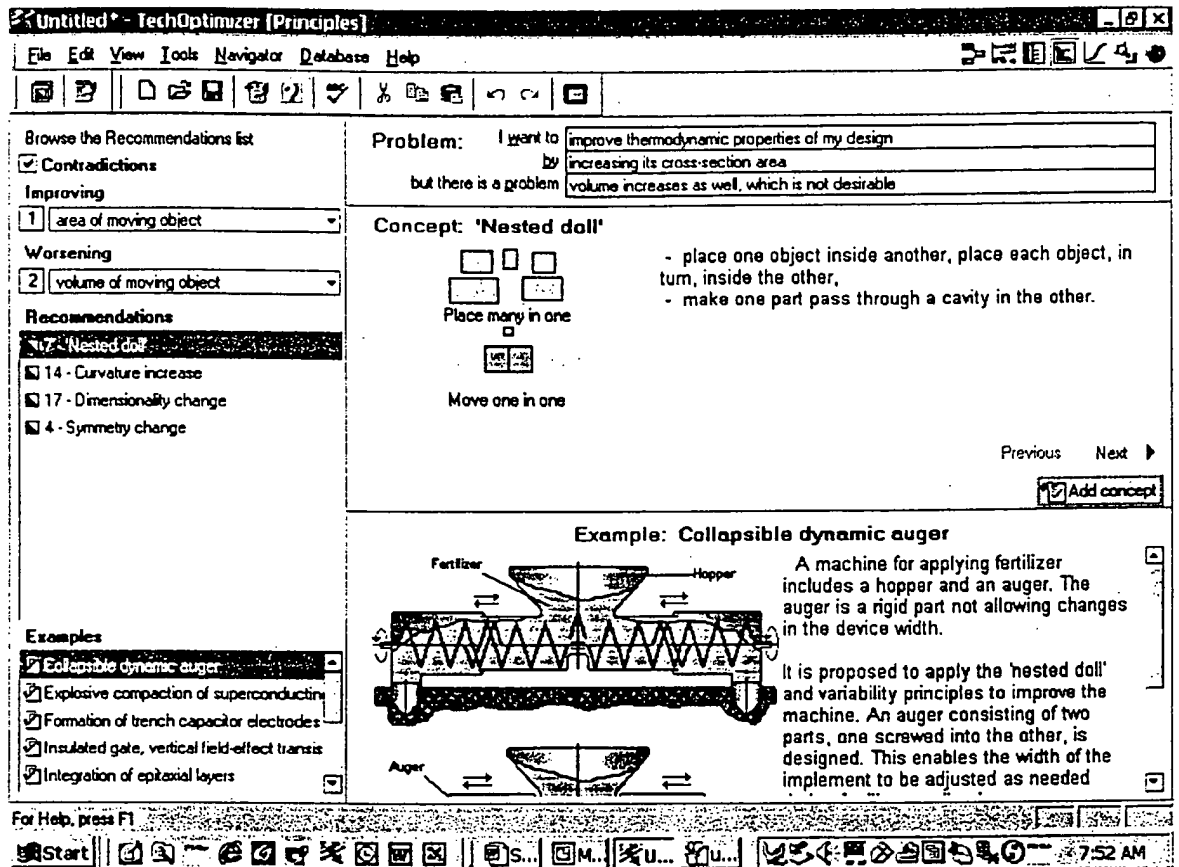 Untitled * - TechOptimizer [Principles]
File Edit View Tools Navigator Database Help
Browse the Recommendations list
Contradictions
Improving
1 area of moving object
Worsening
2 volume of moving object
Recommendations
7 - 'Nested doll'
14 - Curvature increase
17 - Dimensionality change
4 - Symmetry change
Examples
Collapsible dynamic auger
Explosive compaction of superconducting
Formation of trench capacitor electrodes
Insulated gate, vertical field-effect transis
Integration of epitaxial layers
Problem: I want to improve thermodynamic properties of my design
by increasing its cross-section area
but there is a problem volume increases as well, which is not desirable
Concept: 'Nested doll'
Place many in one
Move one in one
- place one object inside another, place each object, in
turn, inside the other,
- make one part pass through a cavity in the other.
Previous Next
Add concept
Example: Collapsible dynamic auger
Fertilizer
Hopper
Auger
A machine for applying fertilizer
includes a hopper and an auger. The
auger is a rigid part not allowing changes
in the device width.
It is proposed to apply the 'nested doll'
and variability principles to improve the
machine. An auger consisting of two
parts, one screwed into the other, is
designed. This enables the width of the
implement to be adjusted as needed
For Help, press F1
Start S... M... u... u... 7:52 AM